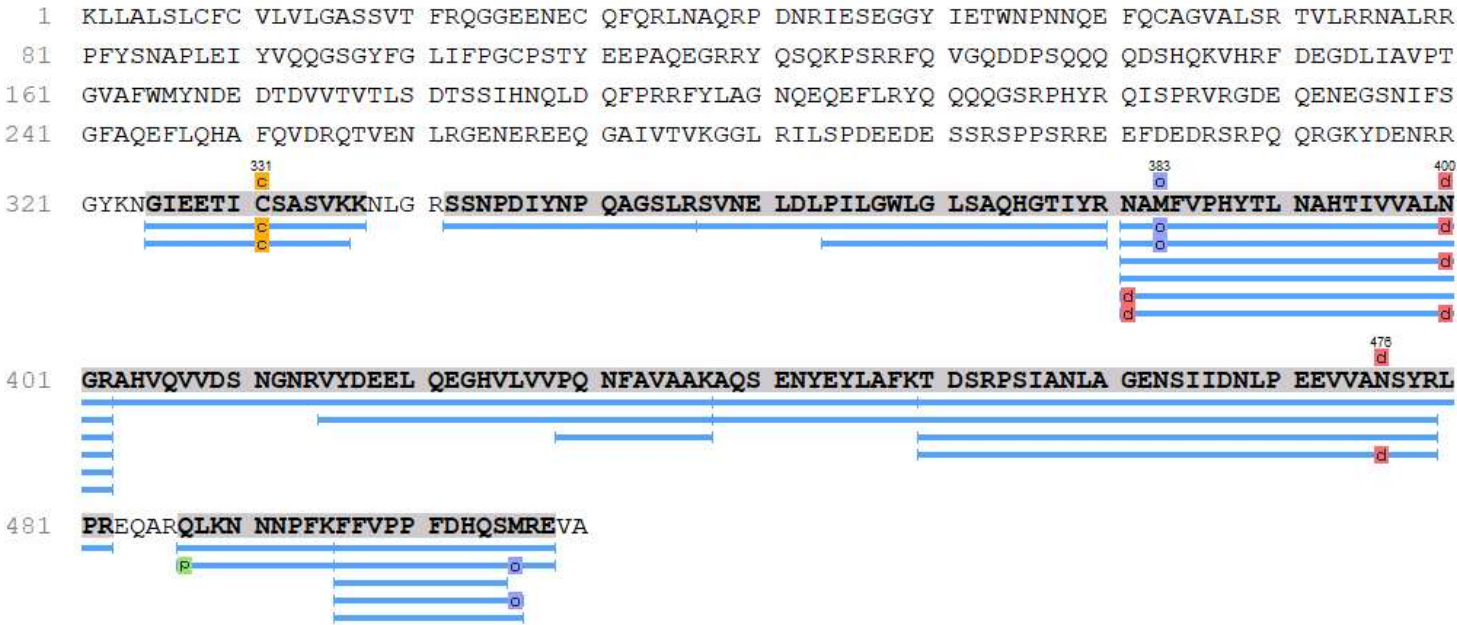 1 KLLALSLCFC VLVLGASSVT FRQGGEENEC QFQRLNAQRP DNRIESEGGY IETWNPNNQE FQCAGVALSR TVLRRNALRR
81 PFYSNAPLEI YVQQGSGYFG LIFPGCPSTY EEPAQEGRRY QSQKPSRRFQ VGQDDPSQQQ QDSHQKVHRF DEGDLIAVPT
161 GVAFWMYNDE DTDVVTVTLS DTSSIHNQLD QFPRRFYLAG NQEQEFLRYQ QQQGSRPHYR QISPRVRGDE QENEGSNIFS
241 GFAQEFLQHA FQVDRQTVEN LRGENEREEQ GAIVTVKGGL RILSPDEEDE SSRSPPSRRE EFDEDRSRPQ QRGKYDENRR
331 383 400
c o d
321 GYKNGIEETI CSASVKKNLG RSSNPDIYNP QAGSLRSVNE LDLPILGWLG LSAQHGTIYR NAMFVPHYTL NAHTIVVALN
c o d
c o
d
d
d d
476
d
401 GRAHVQVVDS NGNRVYDEEL QEGHVLVVPQ NFAVAAKAQS ENYEYLAFKT DSRPSIANLA GENSIIDNLP EEVVANSYRL
d
481 PREQARQLKN NNPFKFFVPP FDHQSMREVA
p o
o